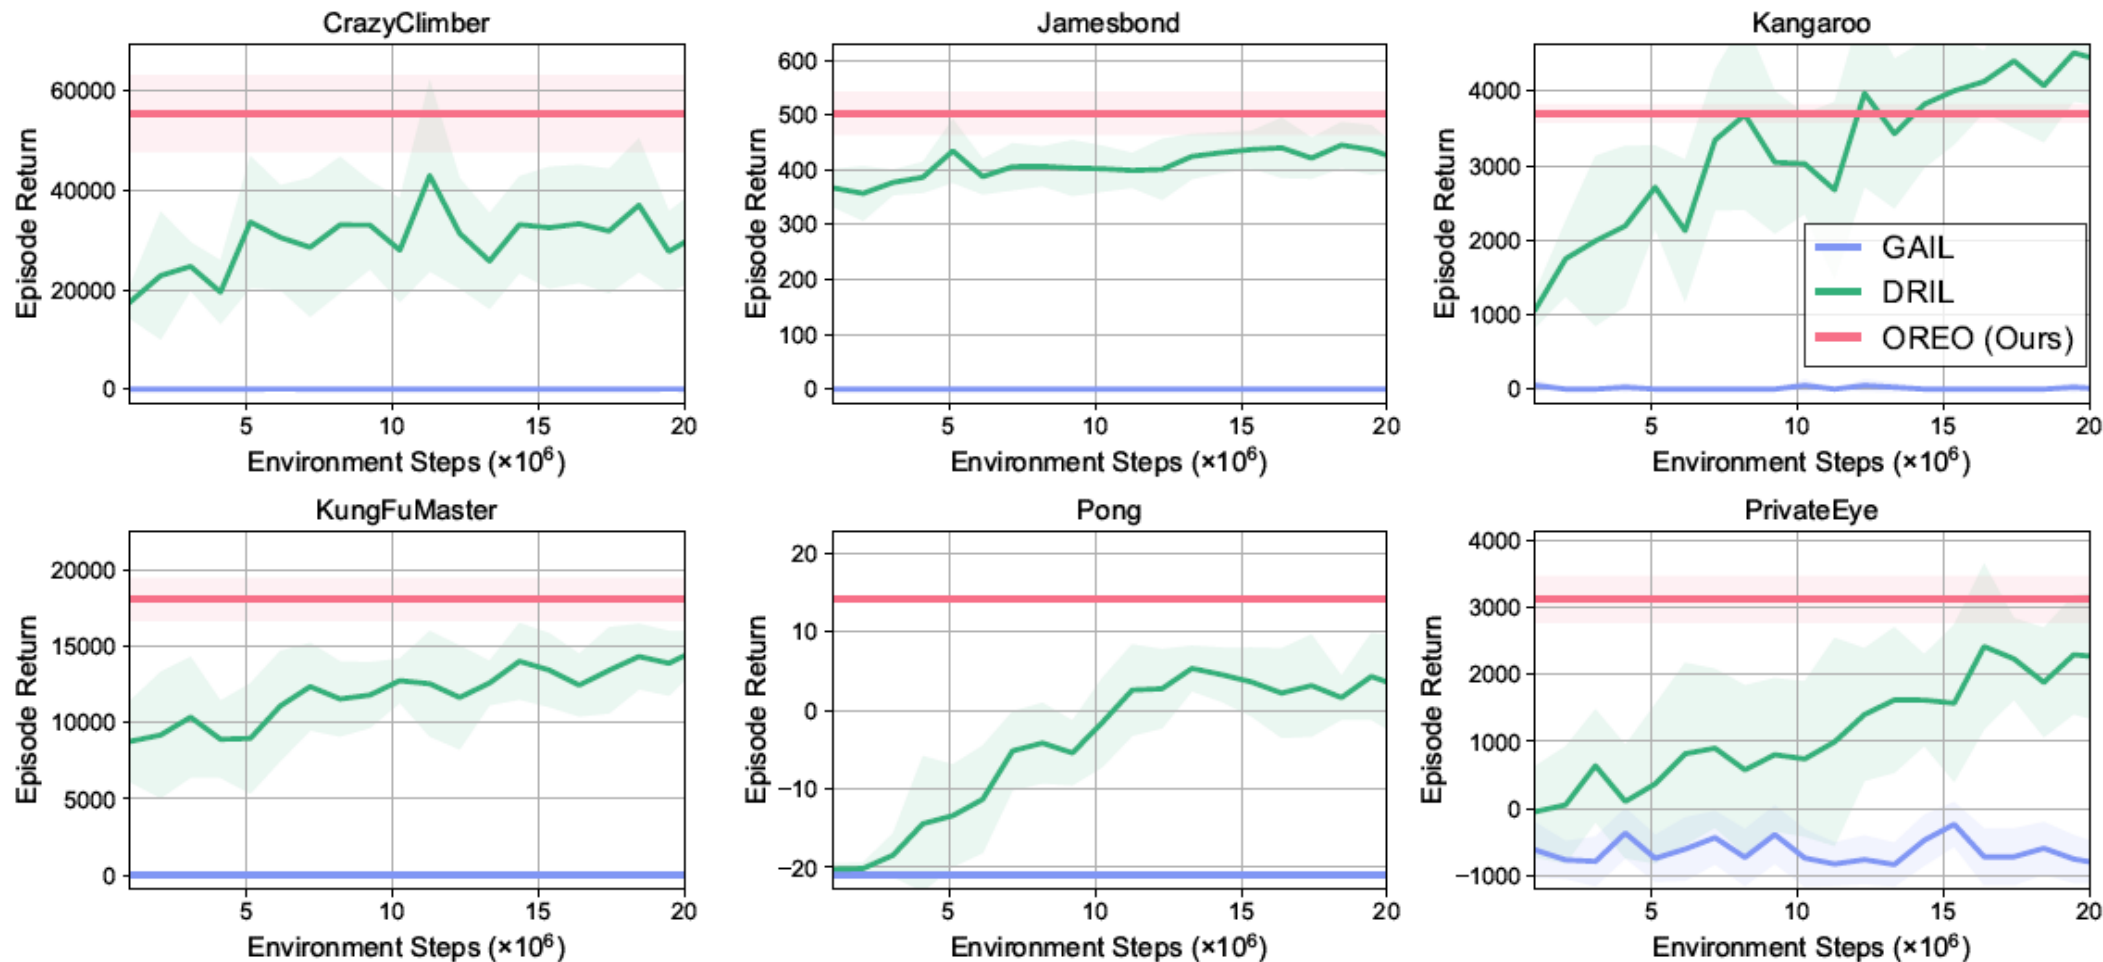 CrazyClimber
60000
40000
20000
0
Episode Return
5 10 15 20
Environment Steps (×10⁶)
Jamesbond
600
500
400
300
200
100
0
Episode Return
5 10 15 20
Environment Steps (×10⁶)
Kangaroo
4000
3000
2000
1000
0
Episode Return
GAIL
DRIL
OREO (Ours)
5 10 15 20
Environment Steps (×10⁶)
KungFuMaster
20000
15000
10000
5000
0
Episode Return
5 10 15 20
Environment Steps (×10⁶)
Pong
20
10
0
−10
−20
Episode Return
5 10 15 20
Environment Steps (×10⁶)
PrivateEye
4000
3000
2000
1000
0
−1000
Episode Return
5 10 15 20
Environment Steps (×10⁶)